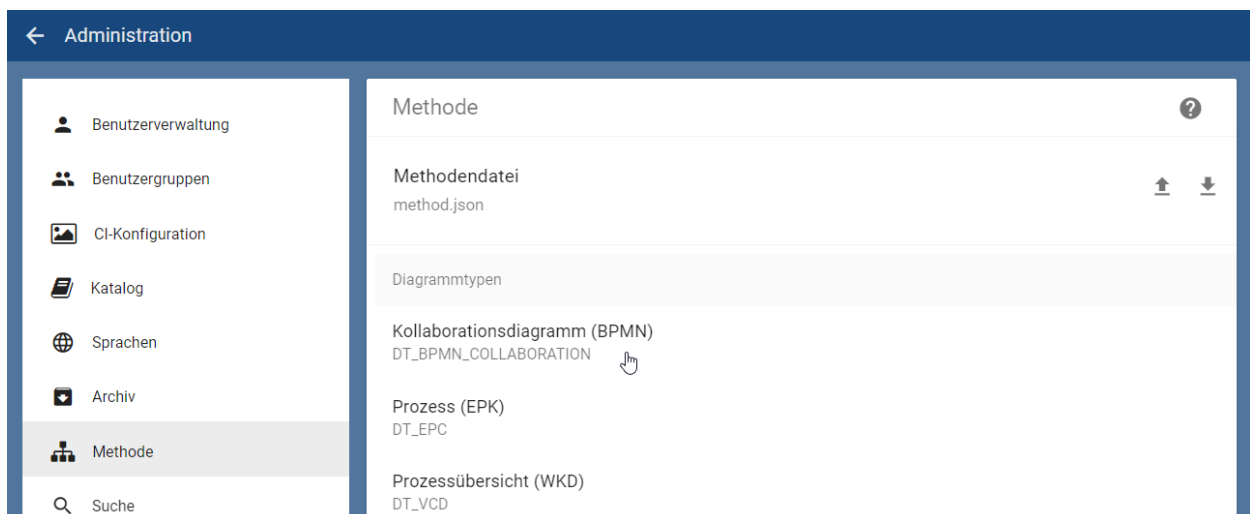 Administration
Benutzerverwaltung
Benutzergruppen
CI-Konfiguration
Katalog
Sprachen
Archiv
Methode
Suche
Methode
Methodendatei
method.json
Diagrammtypen
Kollaborationsdiagramm (BPMN)
DT_BPMN_COLLABORATION
Prozess (EPK)
DT_EPC
Prozessübersicht (WKD)
DT_VCD